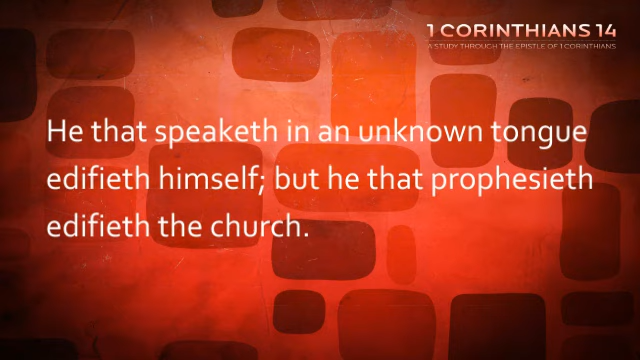 1 CORINTHIANS 14
A STUDY THROUGH THE EPISTLE OF 1 CORINTHIANS
He that speaketh in an unknown tongue
edifieth himself; but he that prophesieth
edifieth the church.